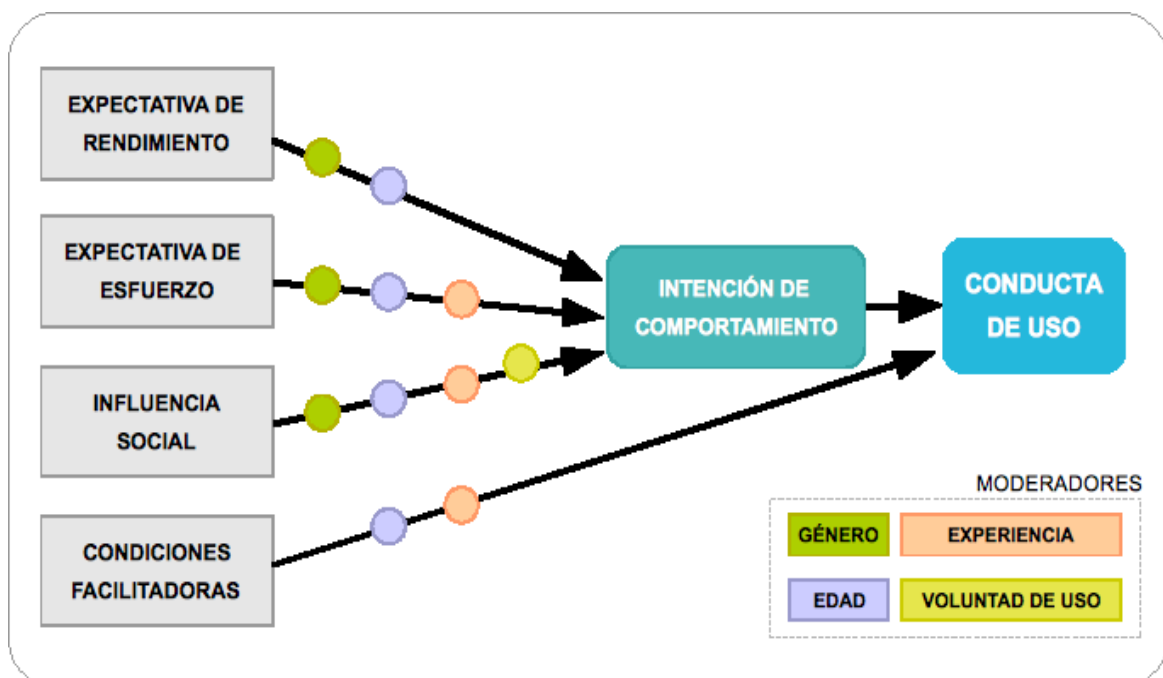 EXPECTATIVA DE
RENDIMIENTO
EXPECTATIVA DE
ESFUERZO
INFLUENCIA
SOCIAL
CONDICIONES
FACILITADORAS
INTENCIÓN DE
COMPORTAMIENTO
CONDUCTA
DE USO
MODERADORES
GÉNERO
EXPERIENCIA
EDAD
VOLUNTAD DE USO